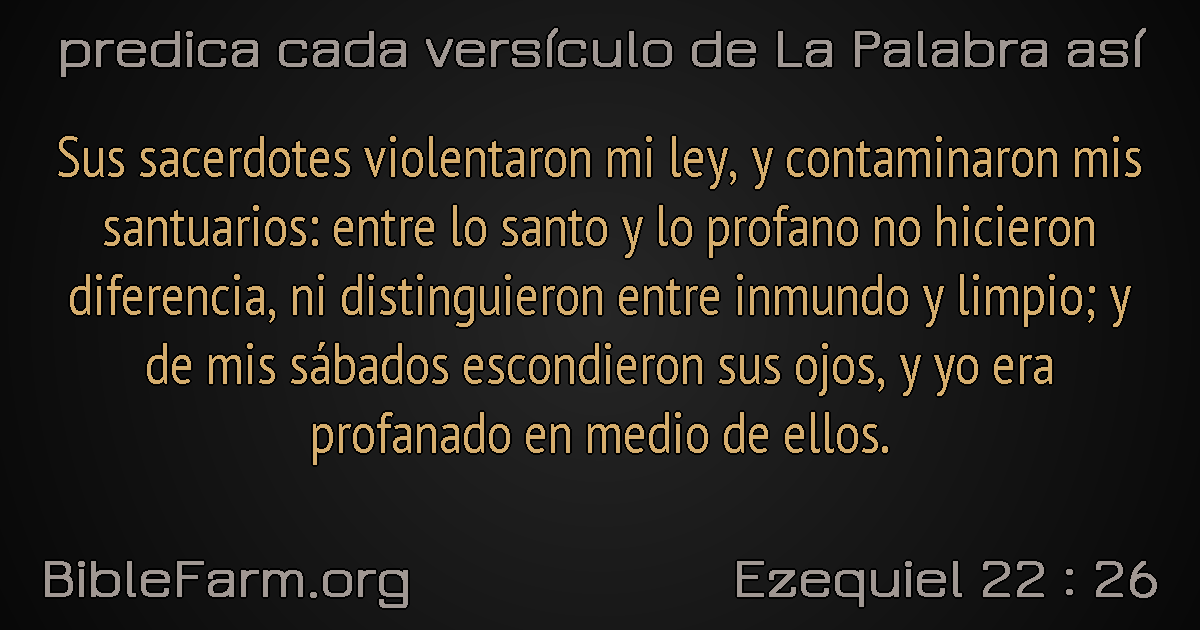 predica cada versículo de La Palabra así
Sus sacerdotes violentaron mi ley, y contaminaron mis
santuarios: entre lo santo y lo profano no hicieron
diferencia, ni distinguieron entre inmundo y limpio; y
de mis sábados escondieron sus ojos, y yo era
profanado en medio de ellos.
BibleFarm.org
Ezequiel 22 : 26